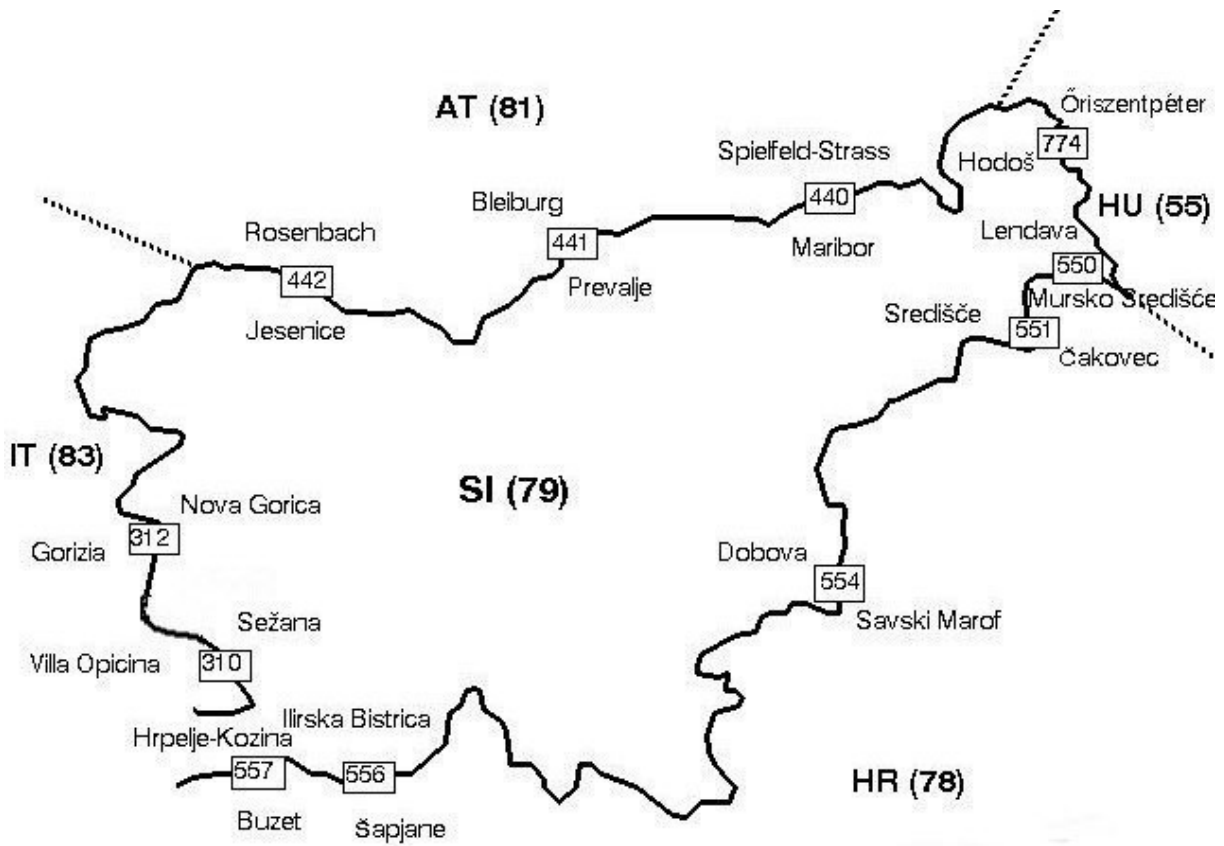 AT (81)
Őriszentpéter
774
Hodoš
HU (55)
Spielfeld-Strass
440
Maribor
Bleiburg
441
Prevalje
Rosenbach
442
Jesenice
Lendava
550
Mursko Središće
Središče
551
Čakovec
IT (83)
SI (79)
Nova Gorica
312
Gorizia
Dobova
554
Savski Marof
Sežana
Villa Opicina
310
Ilirska Bistrica
Hrpelje-Kozina
557
556
HR (78)
Buzet
Šapjane